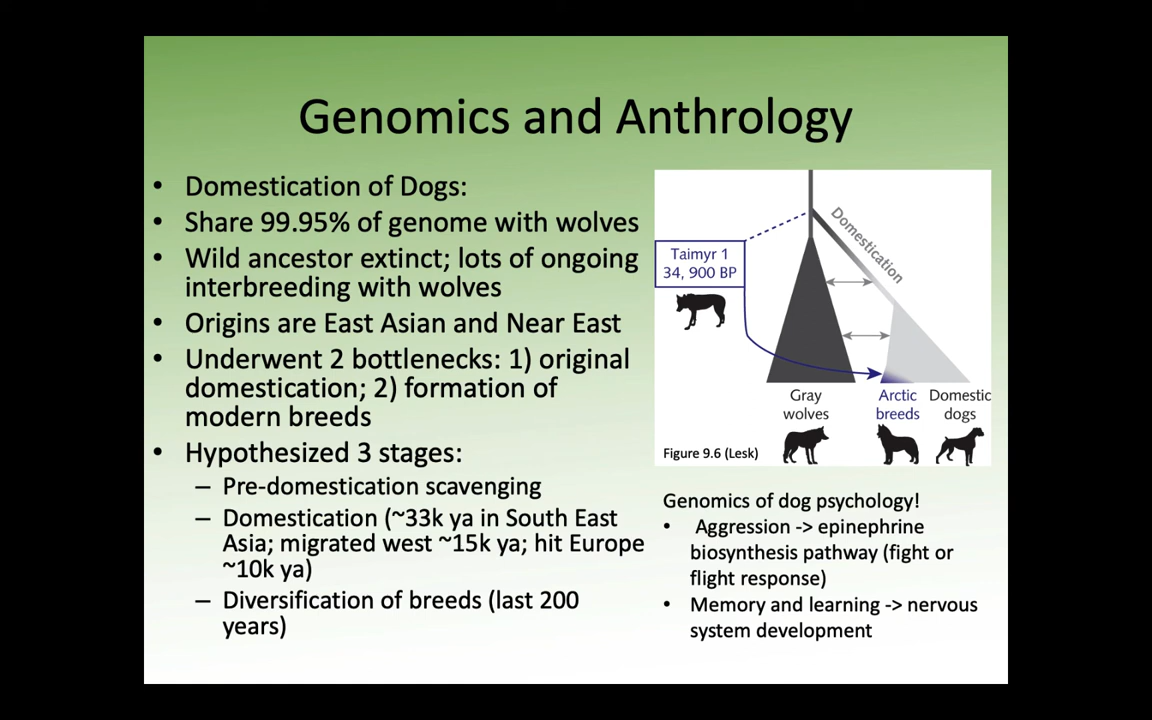 Genomics and Anthrology
• Domestication of Dogs:
• Share 99.95% of genome with wolves
• Wild ancestor extinct; lots of ongoing
interbreeding with wolves
• Origins are East Asian and Near East
• Underwent 2 bottlenecks: 1) original
domestication; 2) formation of
modern breeds
• Hypothesized 3 stages:
– Pre-domestication scavenging
– Domestication (~33k ya in South East
Asia; migrated west ~15k ya; hit Europe
~10k ya)
– Diversification of breeds (last 200
years)
Domestication
Taimyr 1
34, 900 BP
Gray
wolves
Arctic
breeds
Domestic
dogs
Figure 9.6 (Lesk)
Genomics of dog psychology!
• Aggression -> epinephrine
biosynthesis pathway (fight or
flight response)
• Memory and learning -> nervous
system development